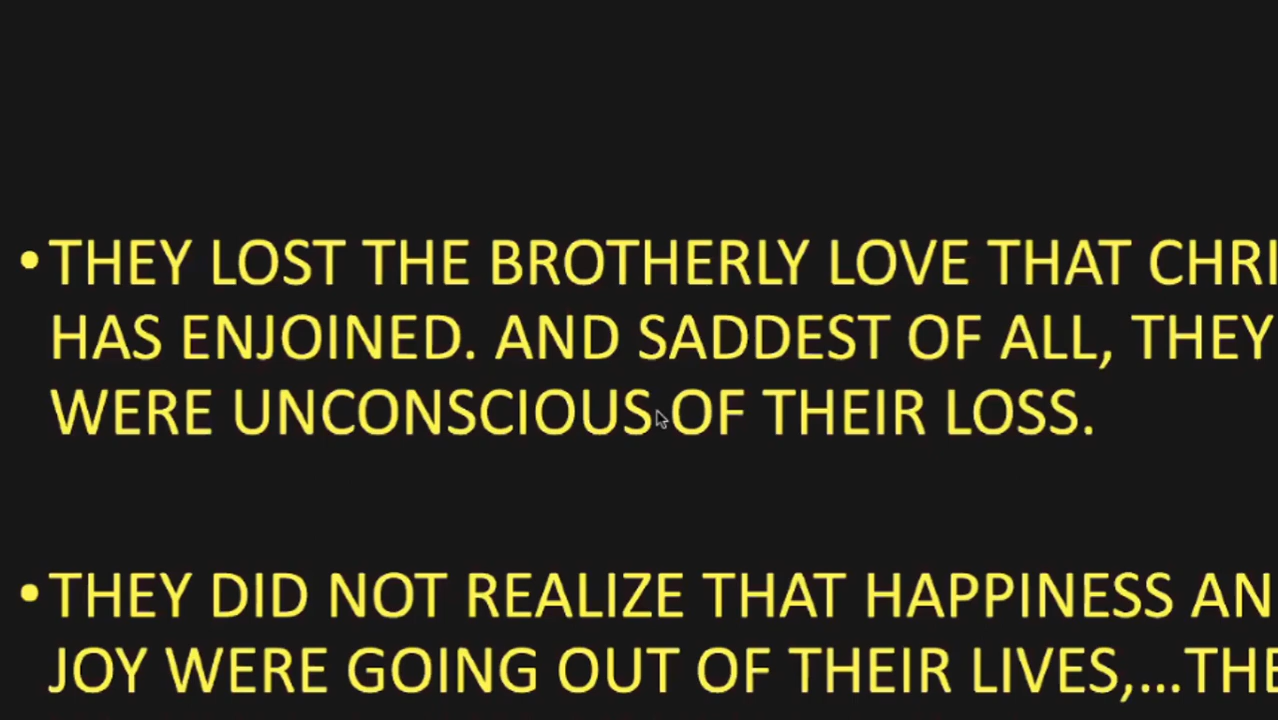 •THEY LOST THE BROTHERLY LOVE THAT CHRI
HAS ENJOINED. AND SADDEST OF ALL, THEY
WERE UNCONSCIOUS OF THEIR LOSS.
•THEY DID NOT REALIZE THAT HAPPINESS AN
JOY WERE GOING OUT OF THEIR LIVES,...THE